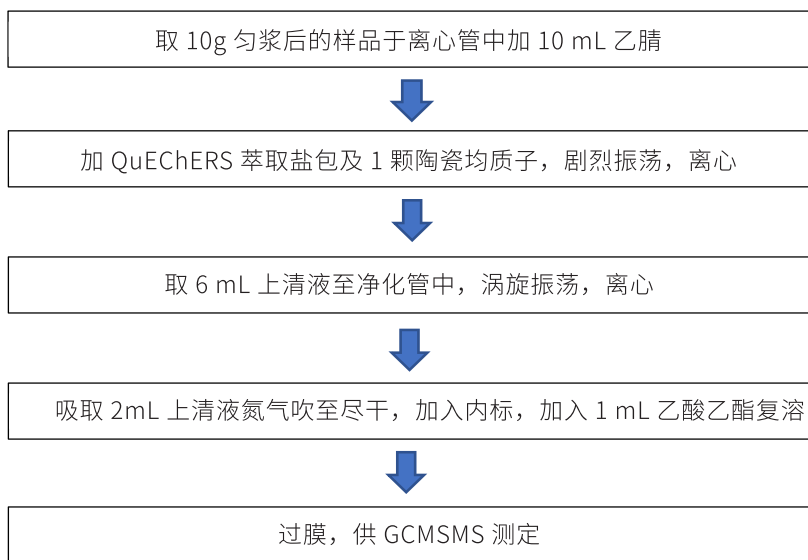 取 10g 匀浆后的样品于离心管中加 10 mL 乙腈
加 QuEChERS 萃取盐包及 1 颗陶瓷均质子，剧烈振荡，离心
取 6 mL 上清液至净化管中，涡旋振荡，离心
吸取 2mL 上清液氮气吹至尽干，加入内标，加入 1 mL 乙酸乙酯复溶
过膜，供 GCMSMS 测定